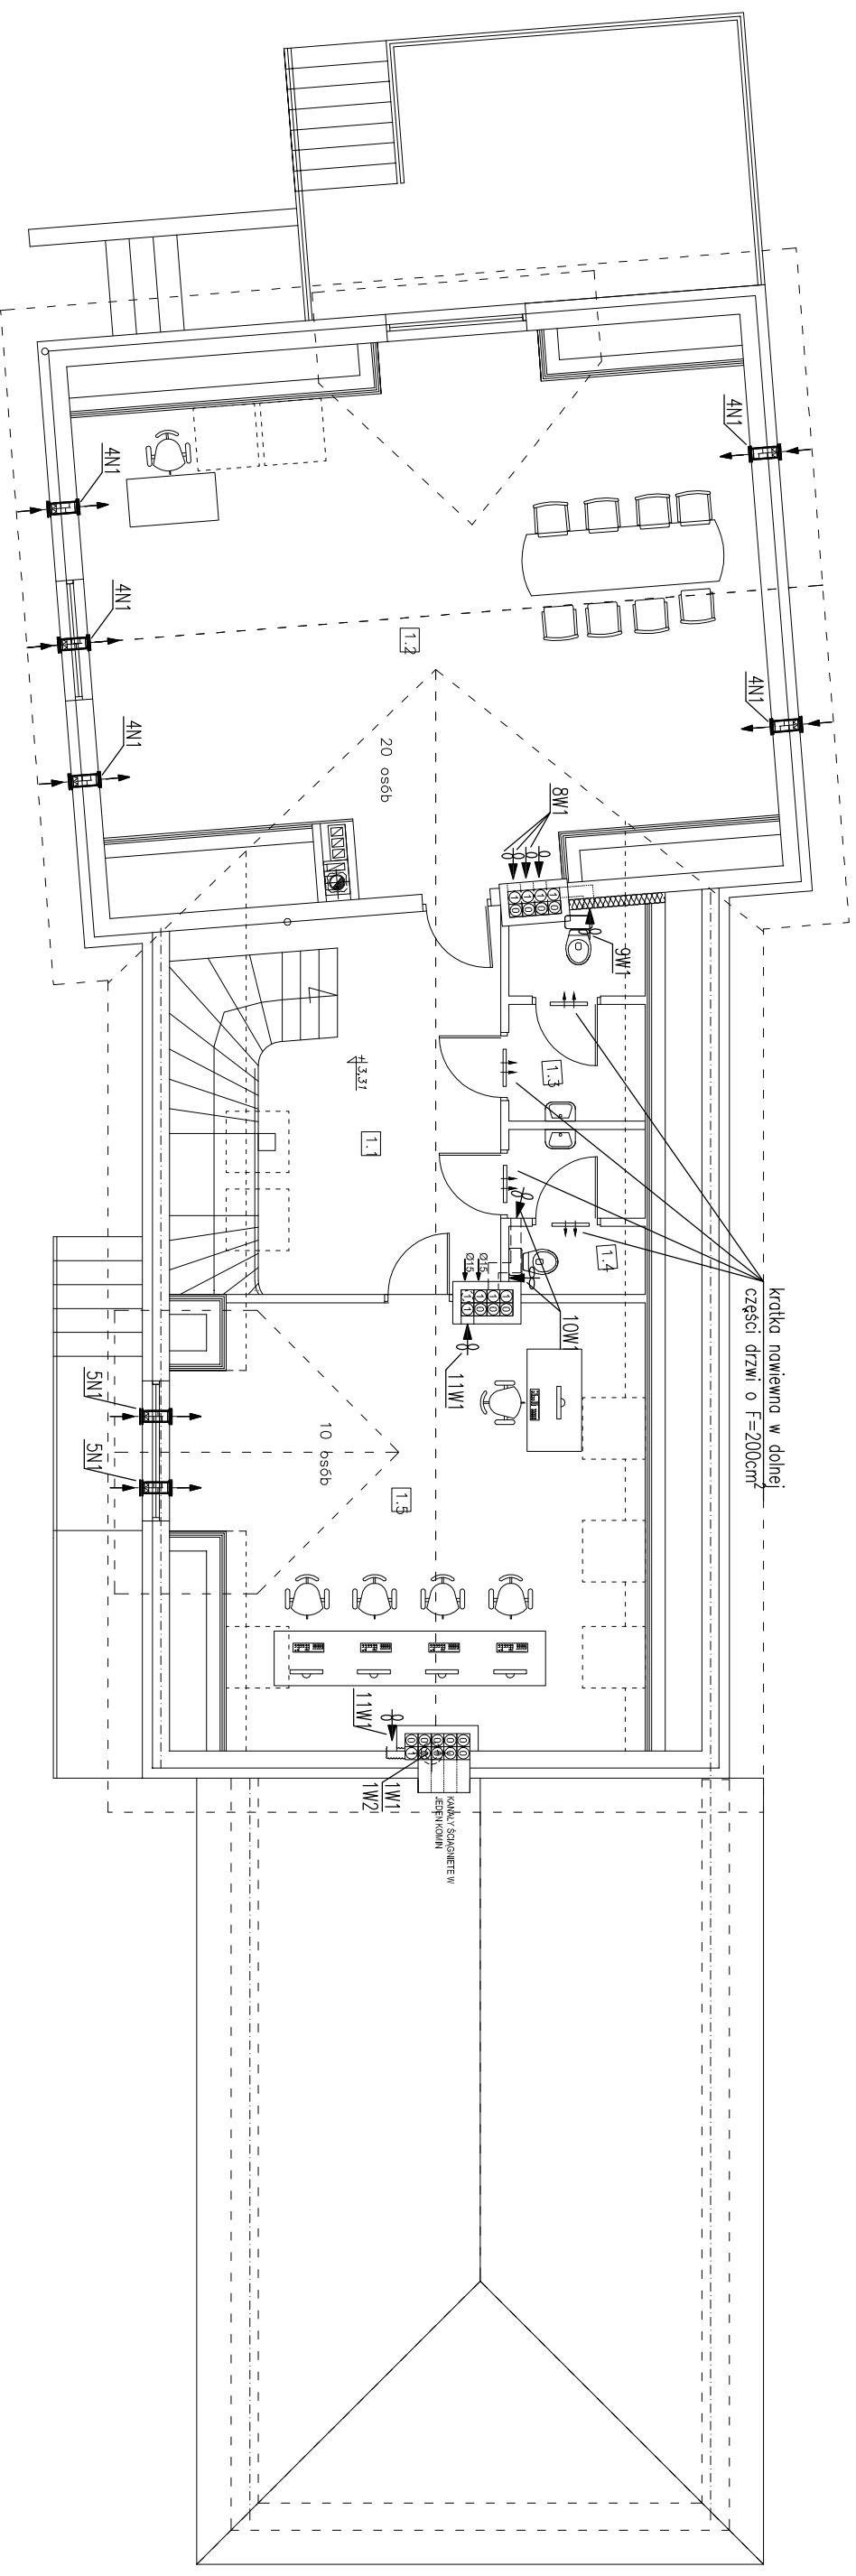 4N1
4N1
4N1
4N1
4N1
1.2
20 osób
8W1
9W1
1.3
+3,31
1.1
1.4
Ø15
Ø15
10W1
11W1
kratka nawiewna w dolnej
części drzwi o F=200cm²
5N1
5N1
10 osób
1.5
11W1
1W1
1W2
KANAŁY ŚCIĄGNIETE W
JEDEN KOMIN